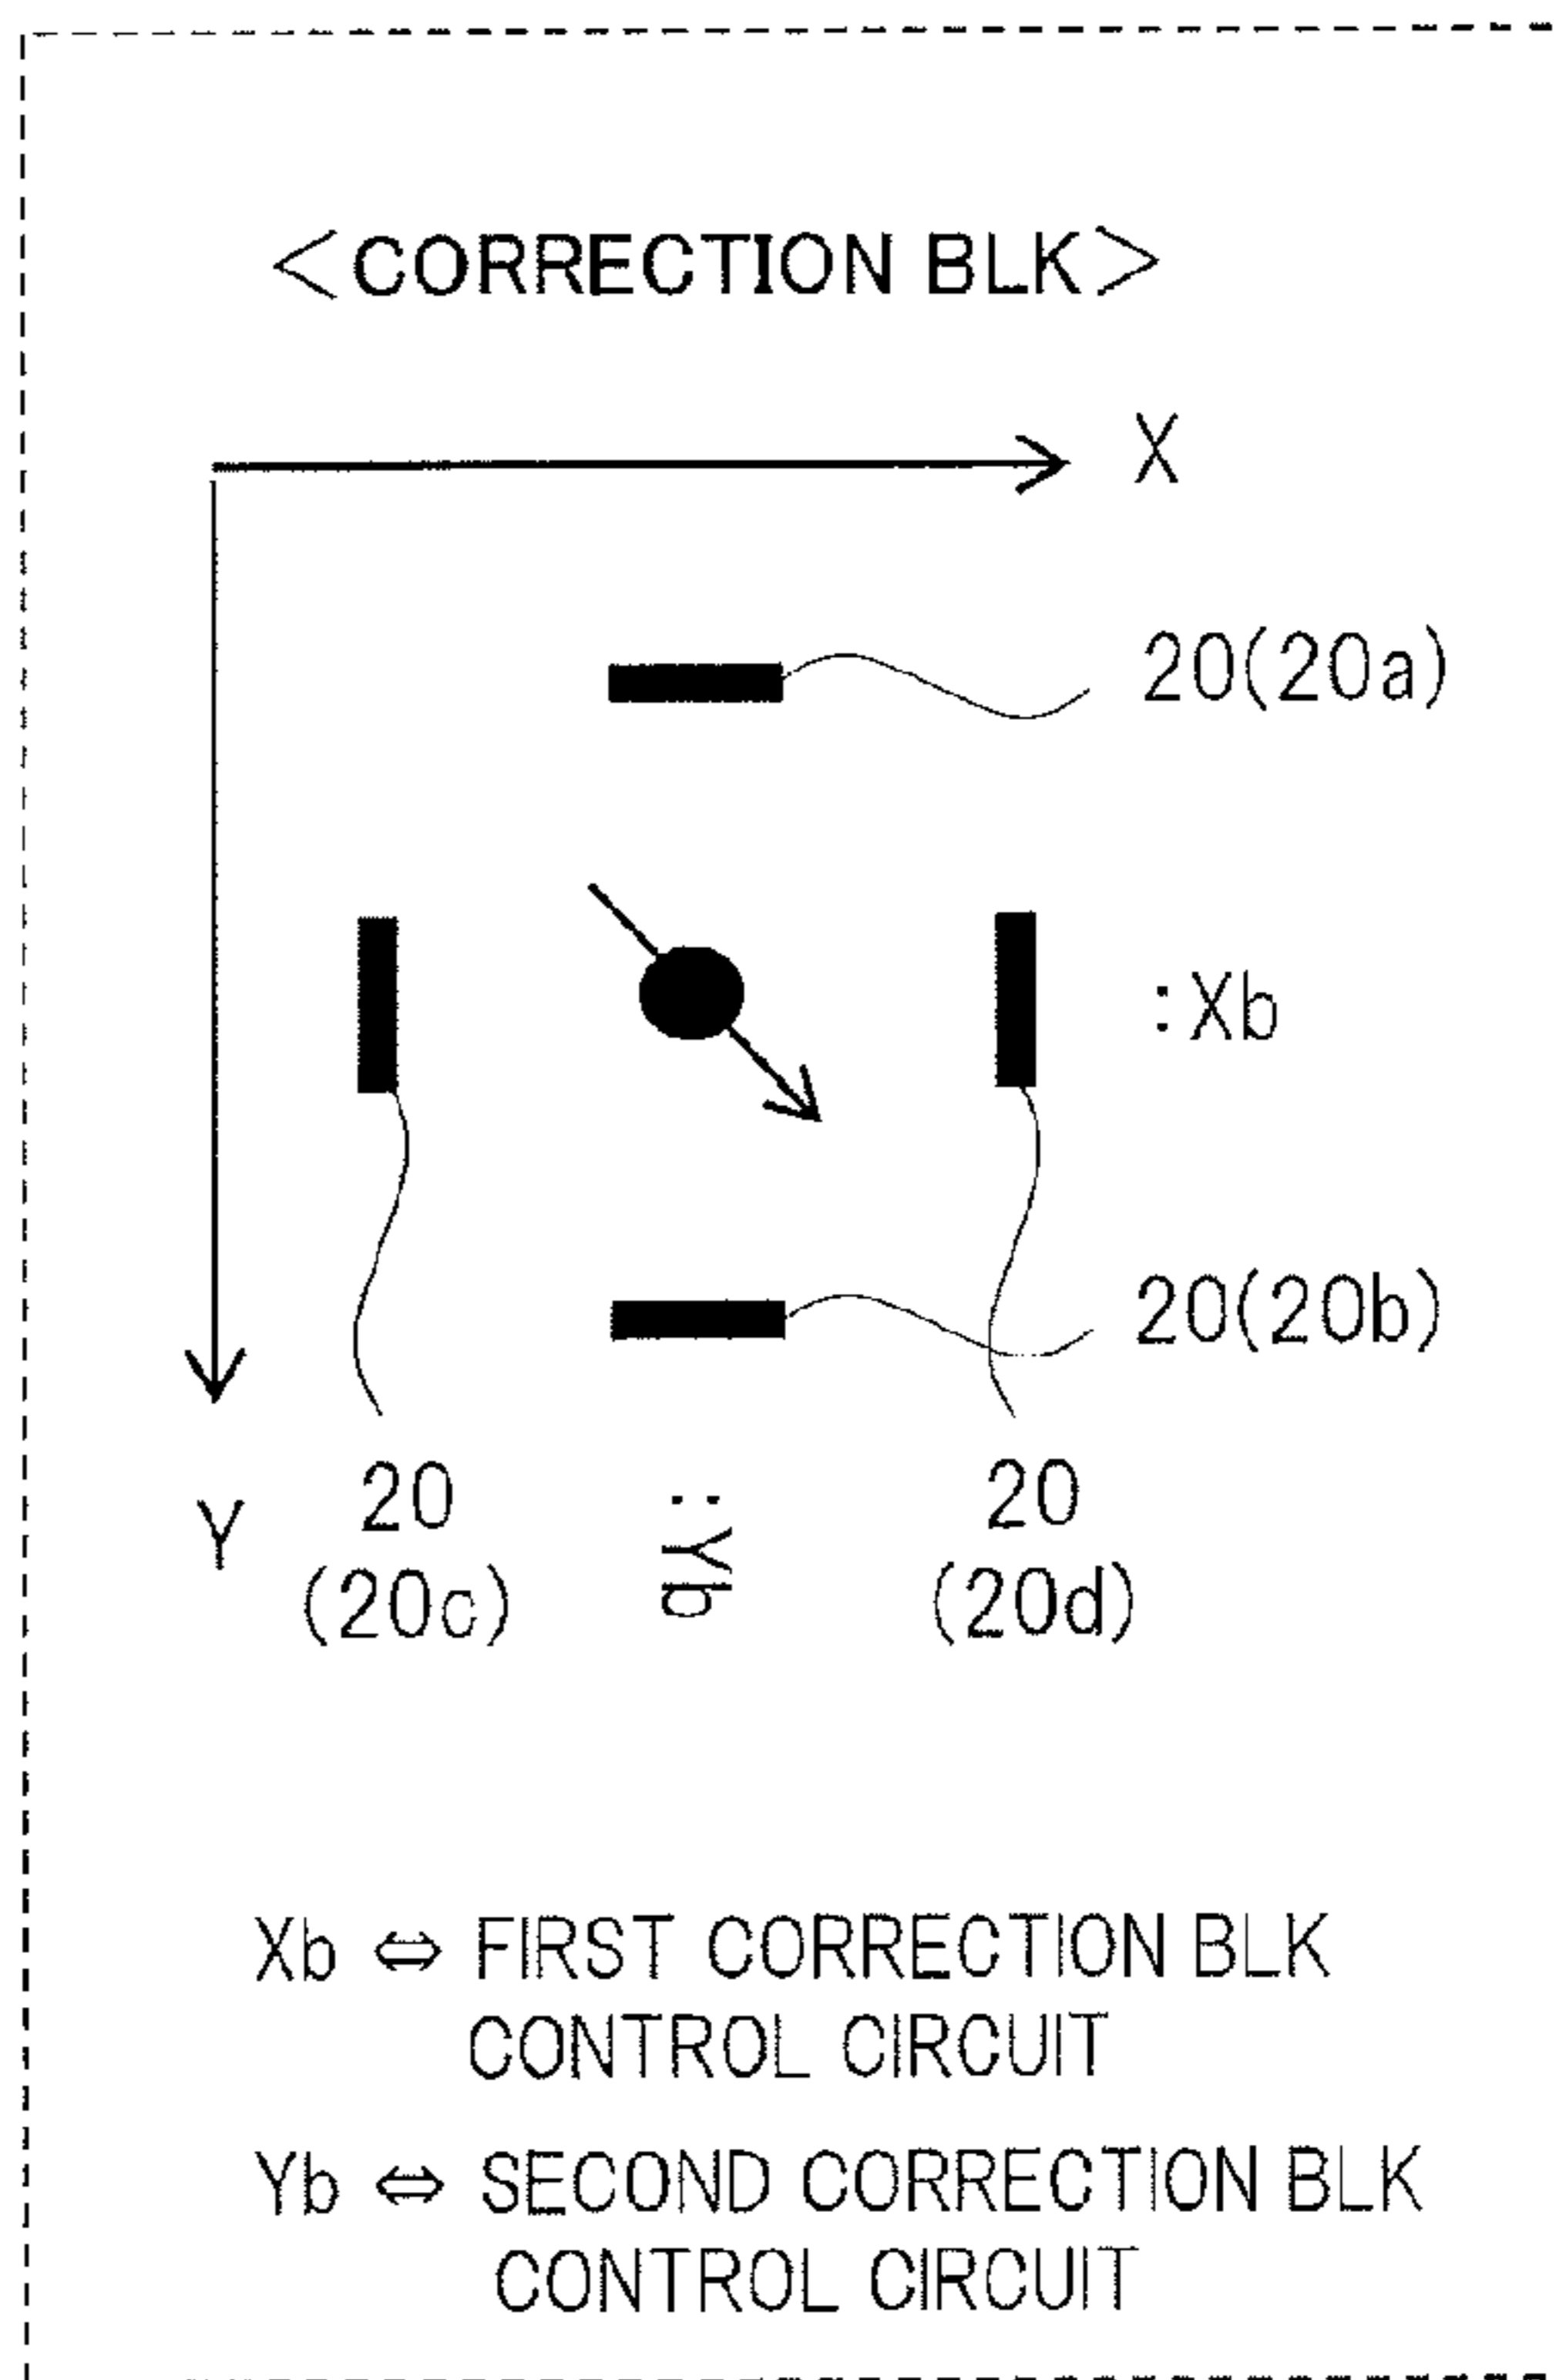 <CORRECTION BLK>
X
20(20a)
:Xb
20(20b)
Y
20
(20c)
:Yb
20
(20d)
Xb ⇔ FIRST CORRECTION BLK
CONTROL CIRCUIT
Yb ⇔ SECOND CORRECTION BLK
CONTROL CIRCUIT